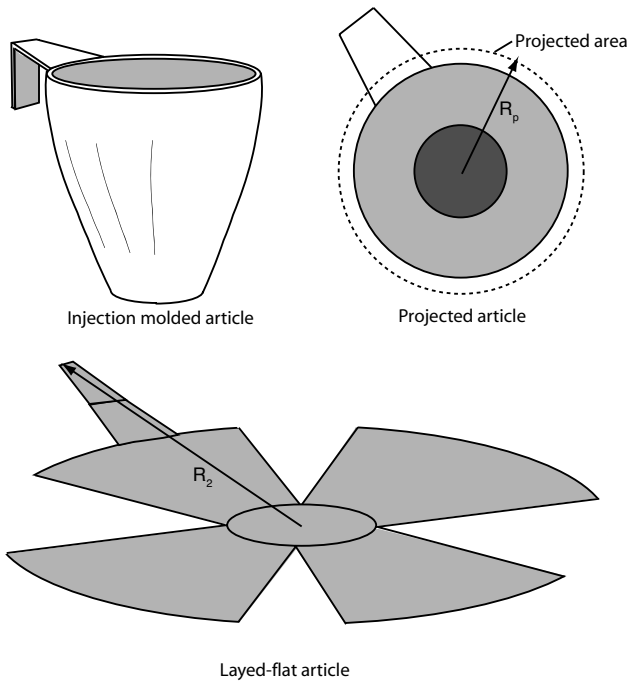 Projected area
Rp
Injection molded article
Projected article
R2
Layed-flat article